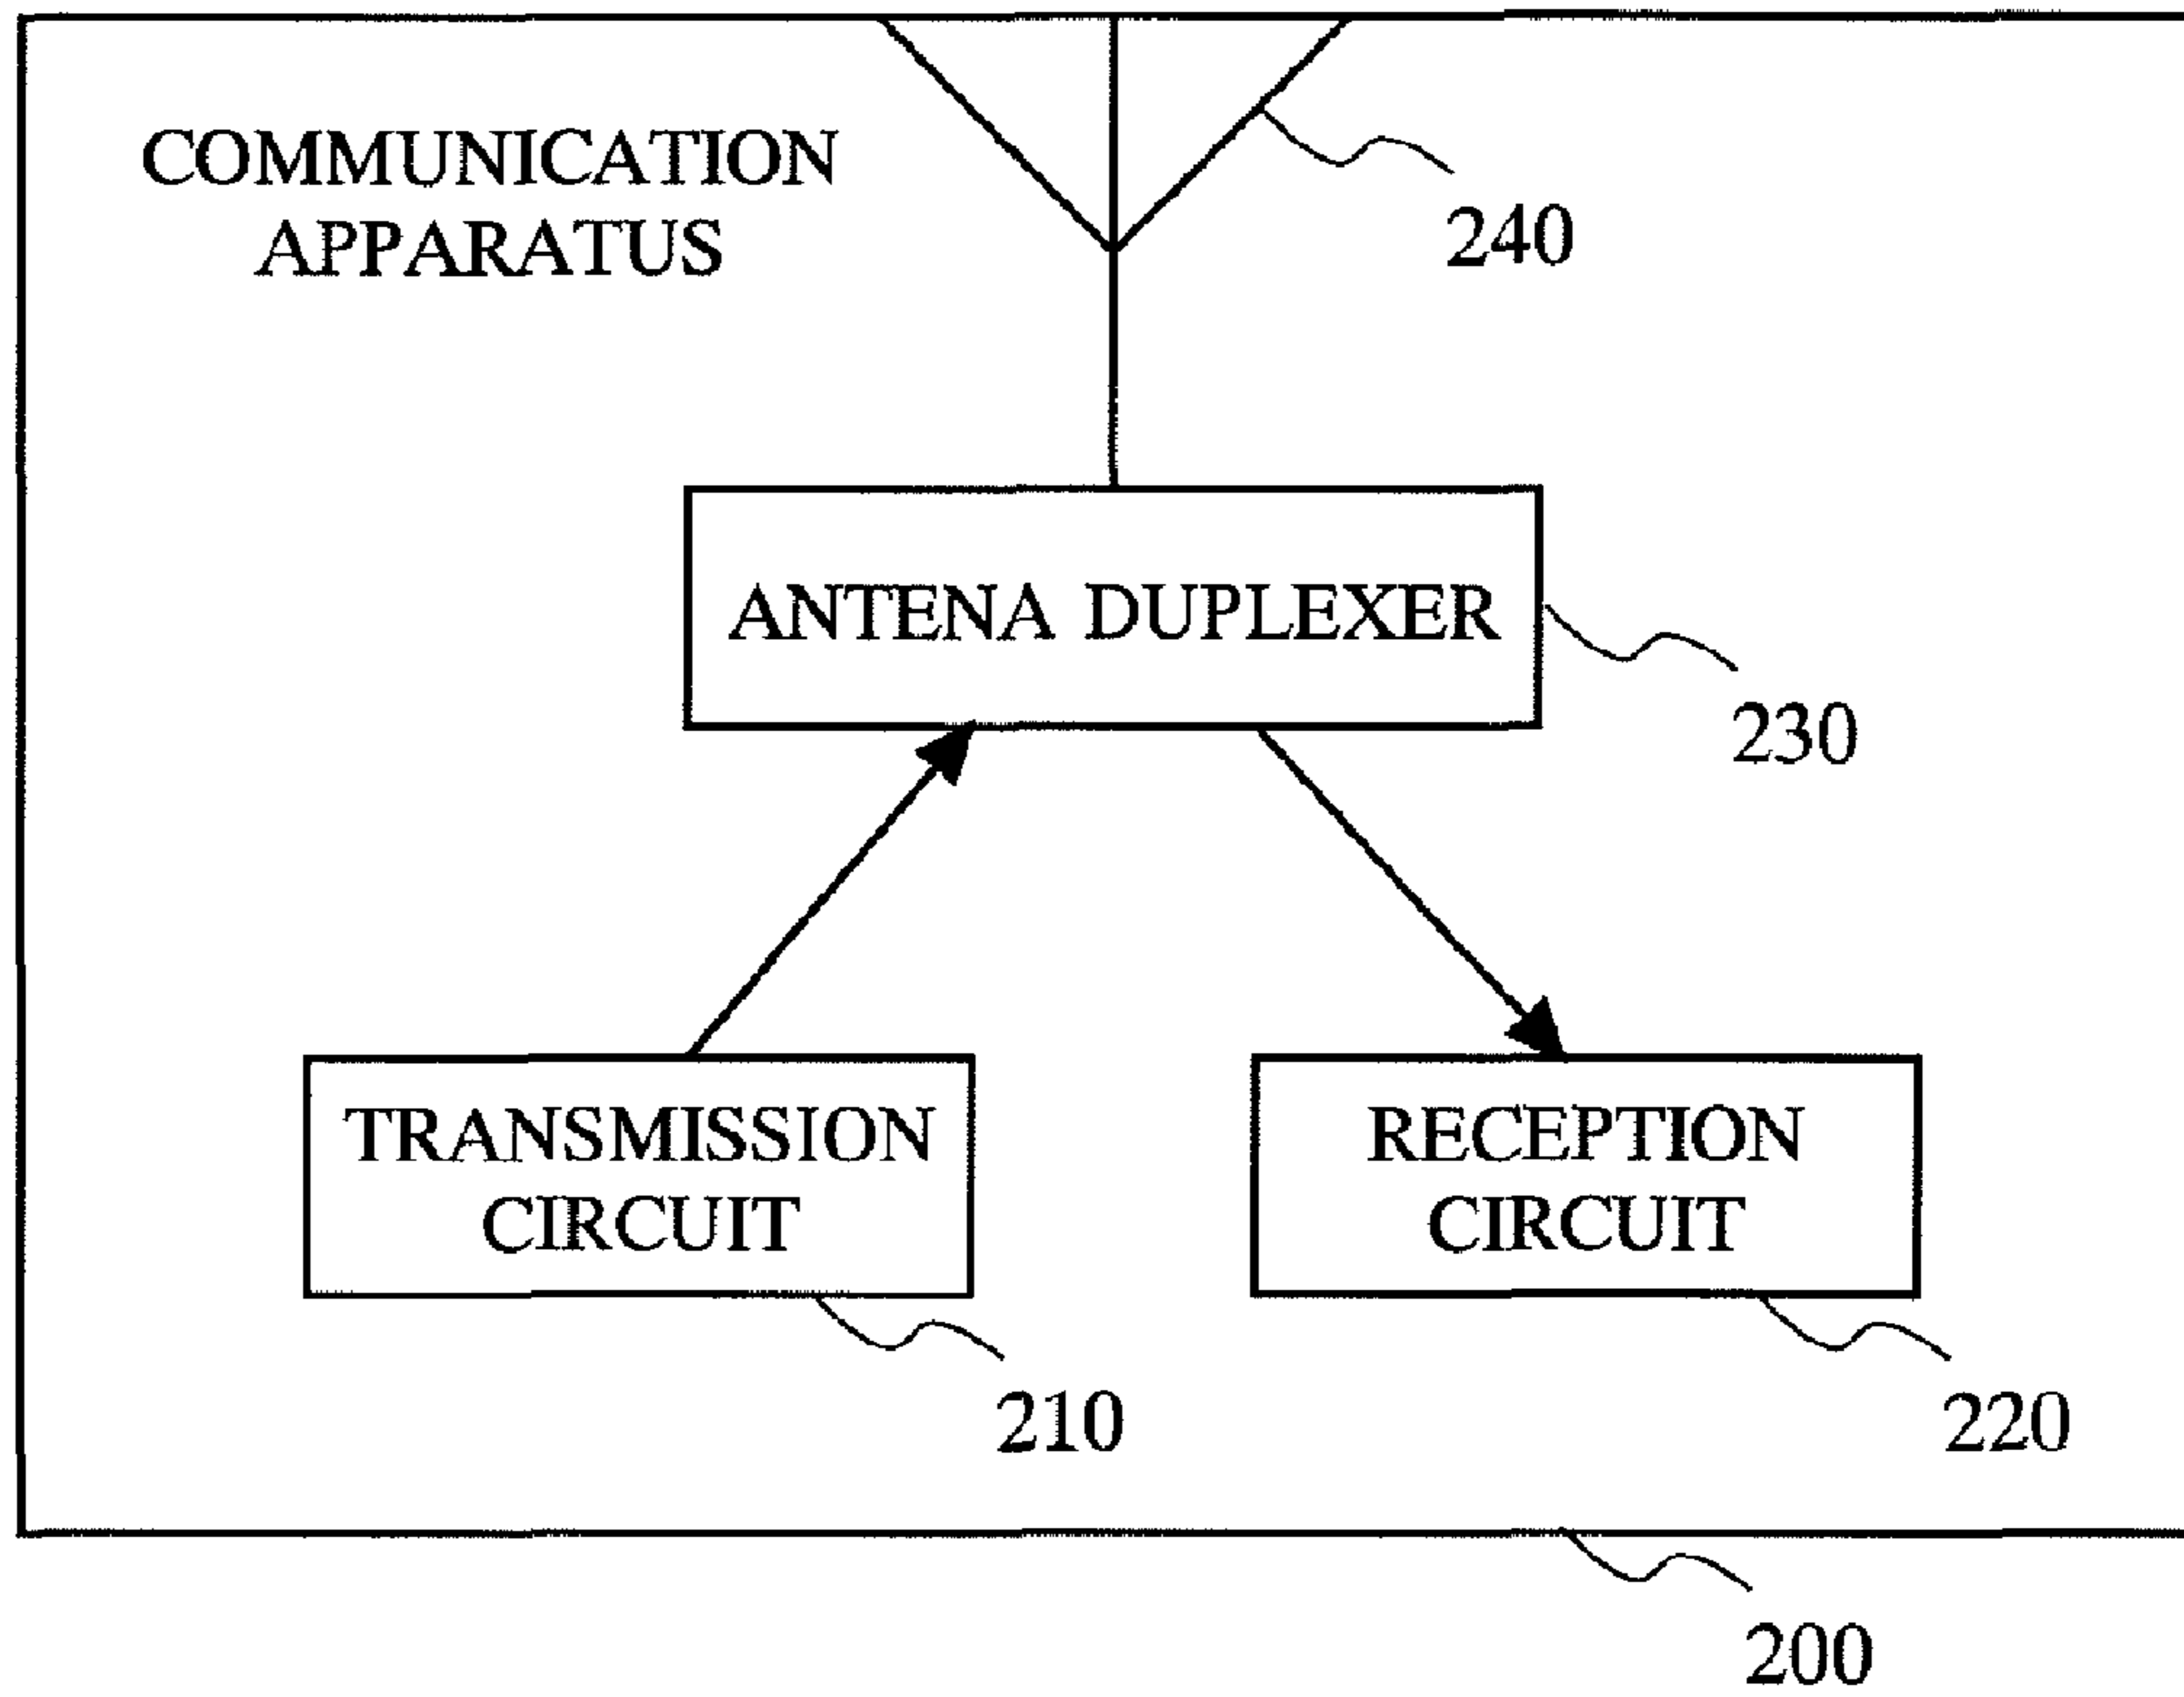 COMMUNICATION
APPARATUS
240
ANTENA DUPLEXER
230
TRANSMISSION
CIRCUIT
RECEPTION
CIRCUIT
210
220
200